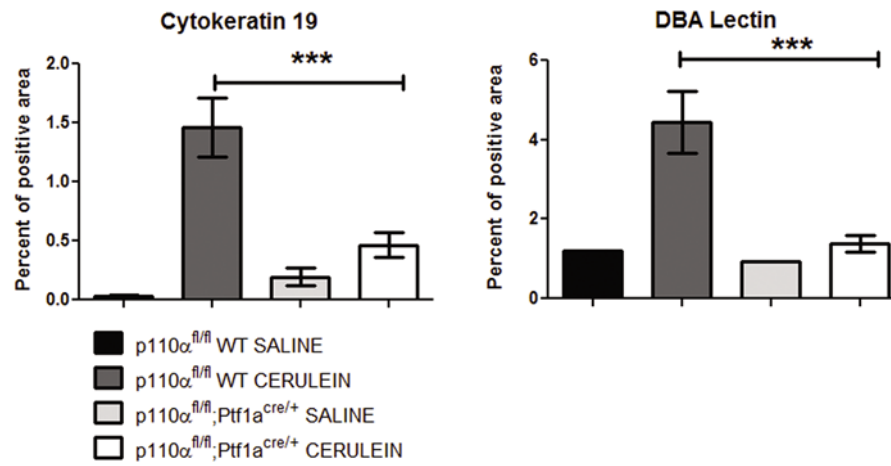 Cytokeratin 19
Percent of positive area
2.0
1.5
1.0
0.5
0.0
***
DBA Lectin
Percent of positive area
6
4
2
0
***
p110α^fl/fl WT SALINE
p110α^fl/fl WT CERULEIN
p110α^fl/fl;Ptf1a^cre/+ SALINE
p110α^fl/fl;Ptf1a^cre/+ CERULEIN